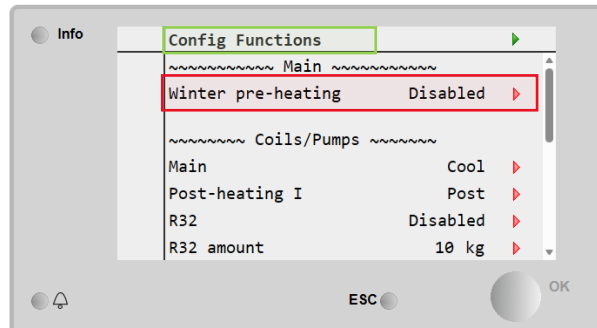 Info
Config Functions
~~~~~~~~~~~ Main ~~~~~~~~~~~
Winter pre-heating Disabled
~~~~~~~~ Coils/Pumps ~~~~~~~
Main Cool
Post-heating I Post
R32 Disabled
R32 amount 10 kg
ESC
OK